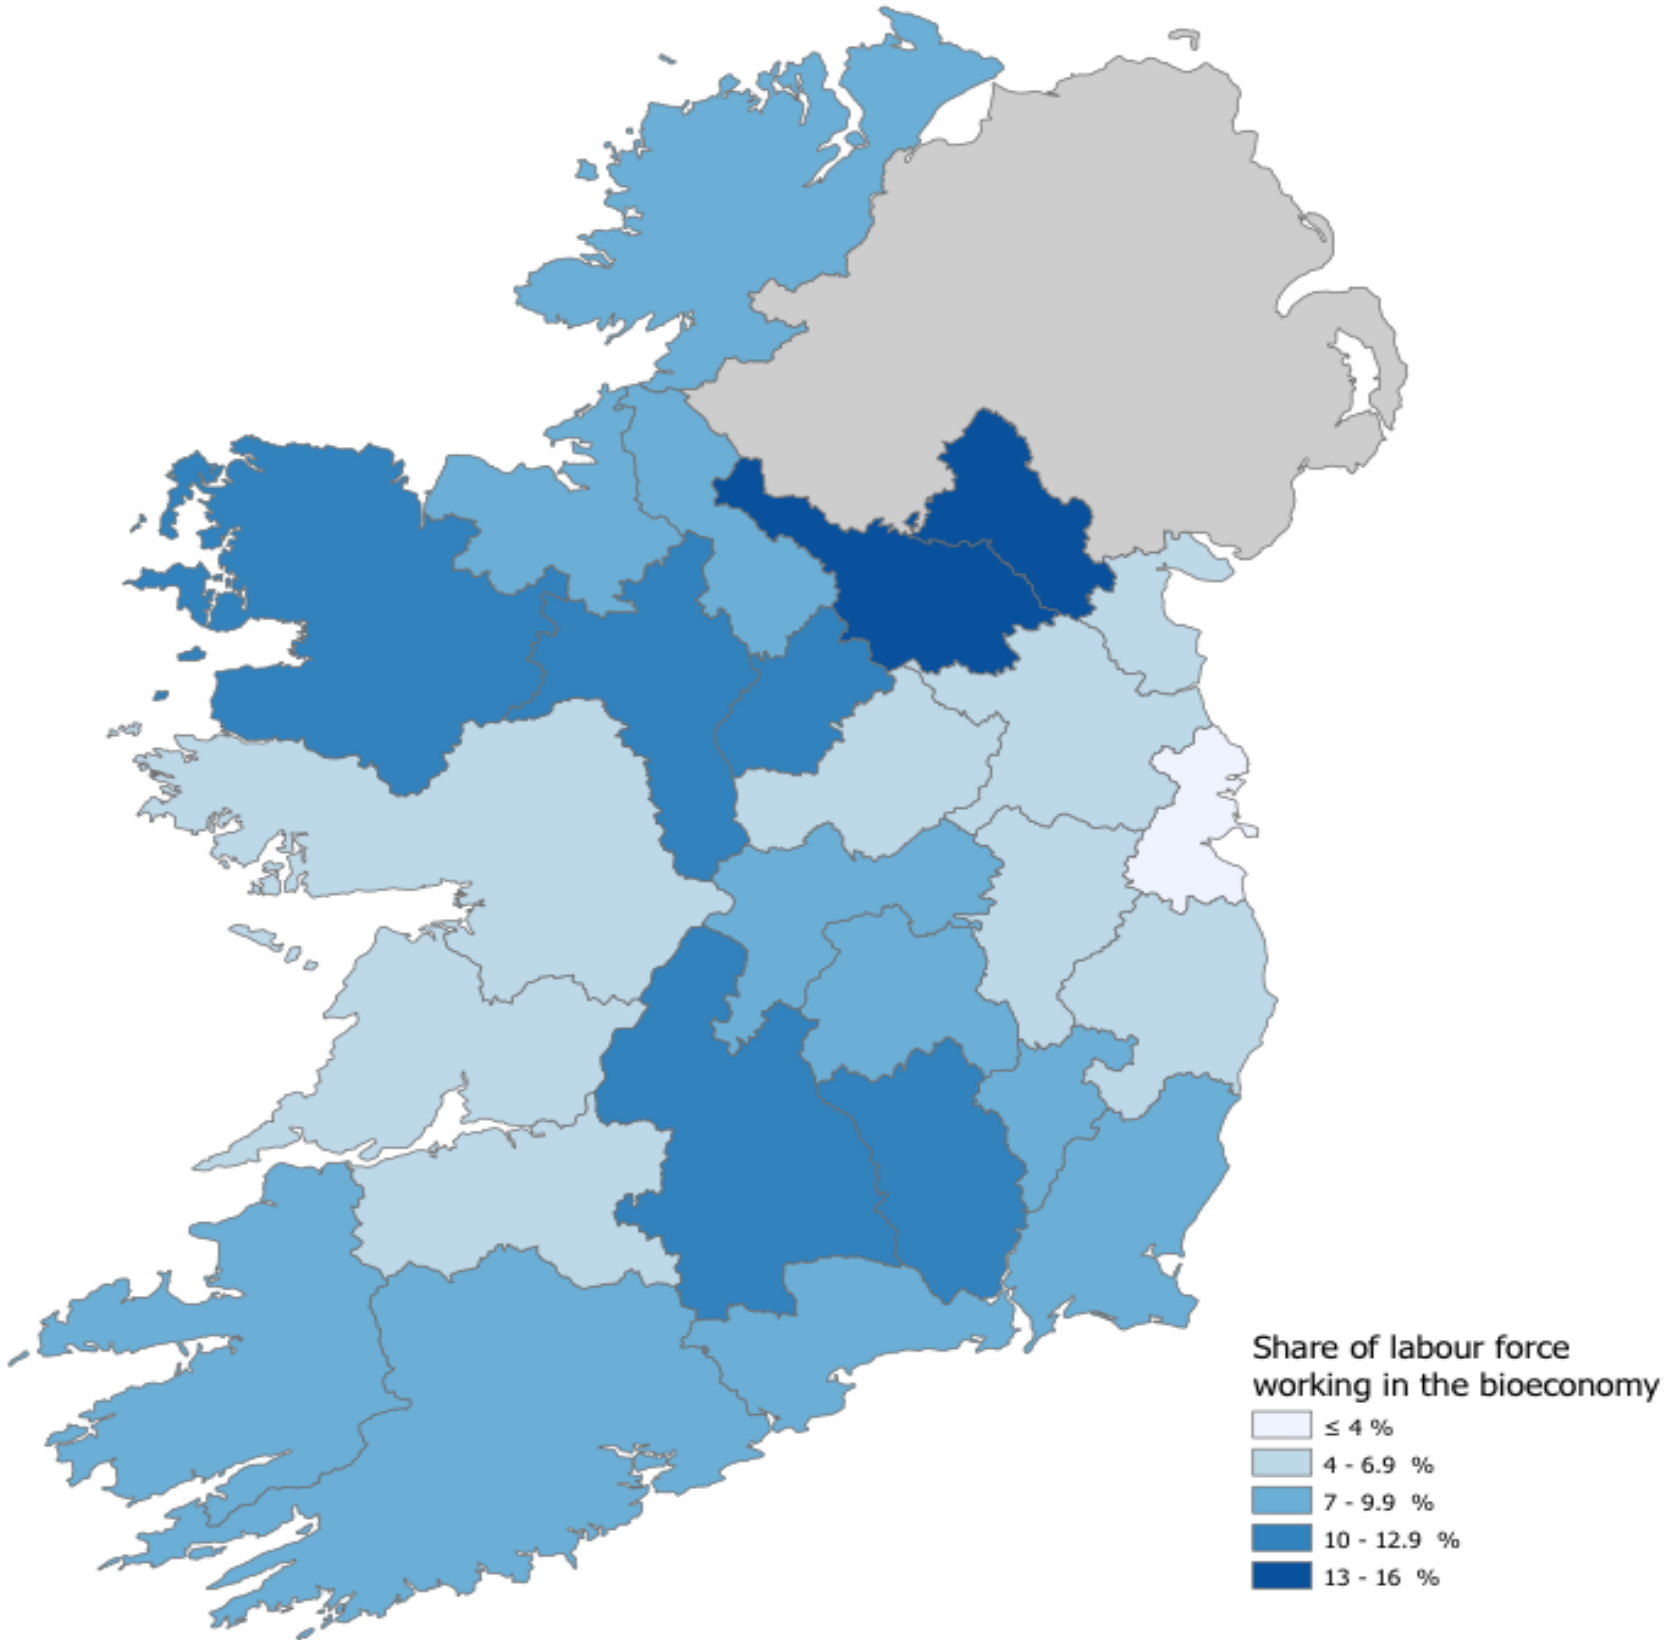 Share of labour force
working in the bioeconomy
≤ 4 %
4 - 6.9 %
7 - 9.9 %
10 - 12.9 %
13 - 16 %